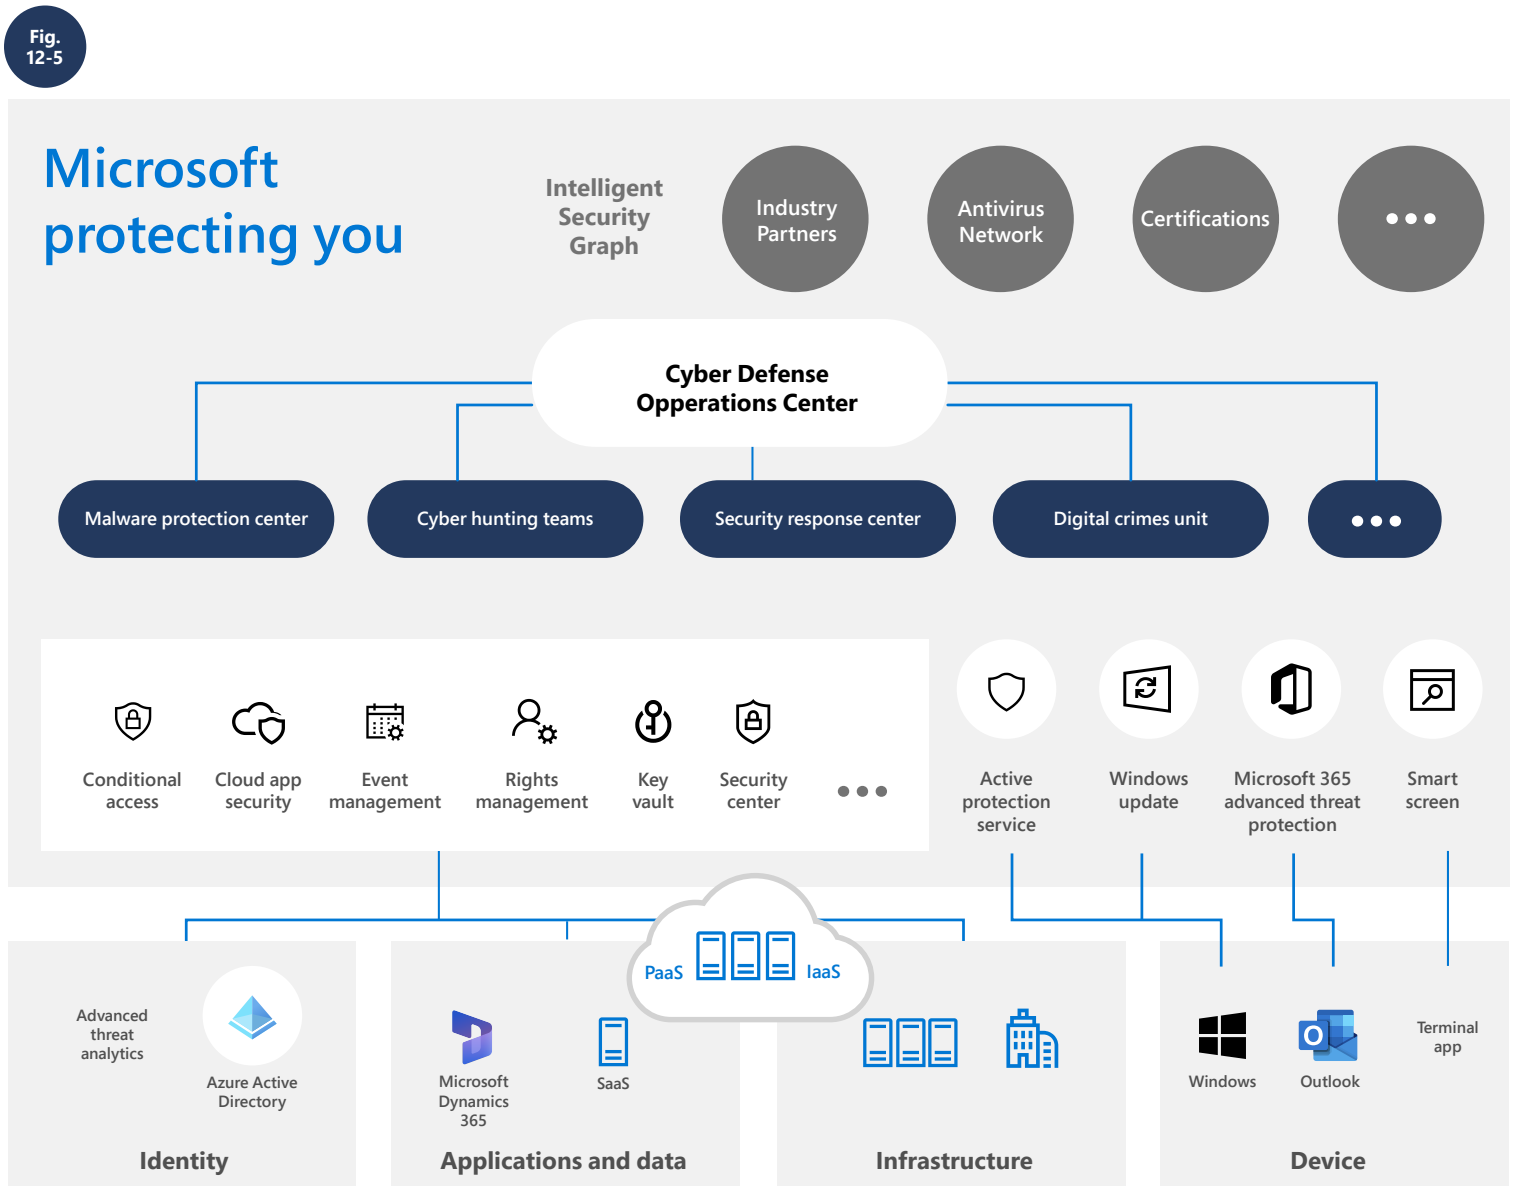 Fig.
12-5
Microsoft
protecting you
Intelligent
Security
Graph
Industry
Partners
Antivirus
Network
Certifications
Cyber Defense
Opperations Center
Malware protection center
Cyber hunting teams
Security response center
Digital crimes unit
Conditional
access
Cloud app
security
Event
management
Rights
management
Key
vault
Security
center
Active
protection
service
Windows
update
Microsoft 365
advanced threat
protection
Smart
screen
PaaS
IaaS
Advanced
threat
analytics
Azure Active
Directory
Identity
Microsoft
Dynamics
365
SaaS
Applications and data
Infrastructure
Windows
O
Outlook
Terminal
app
Device